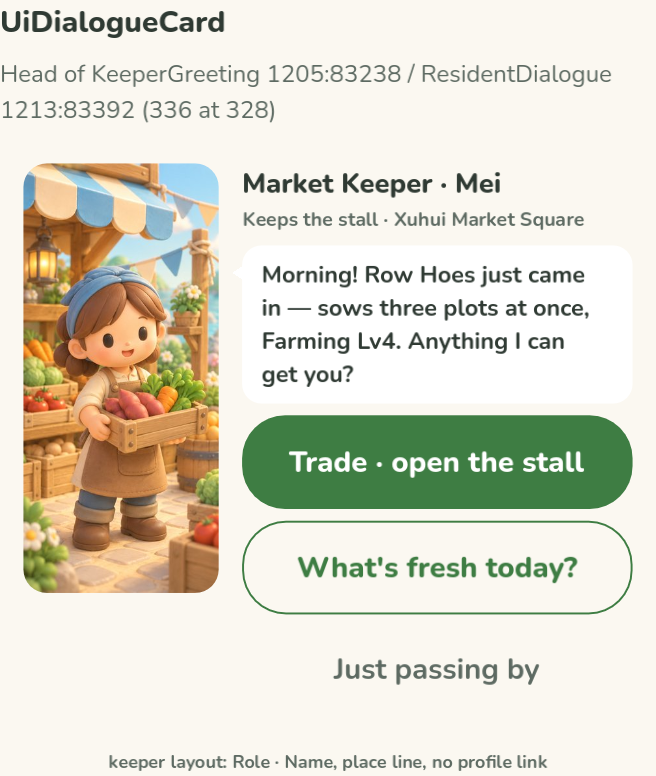 UiDialogueCard
Head of KeeperGreeting 1205:83238 / ResidentDialogue
1213:83392 (336 at 328)
Market Keeper · Mei
Keeps the stall · Xuhui Market Square
Morning! Row Hoes just came
in — sows three plots at once,
Farming Lv4. Anything I can
get you?
Trade · open the stall
What's fresh today?
Just passing by
keeper layout: Role · Name, place line, no profile link